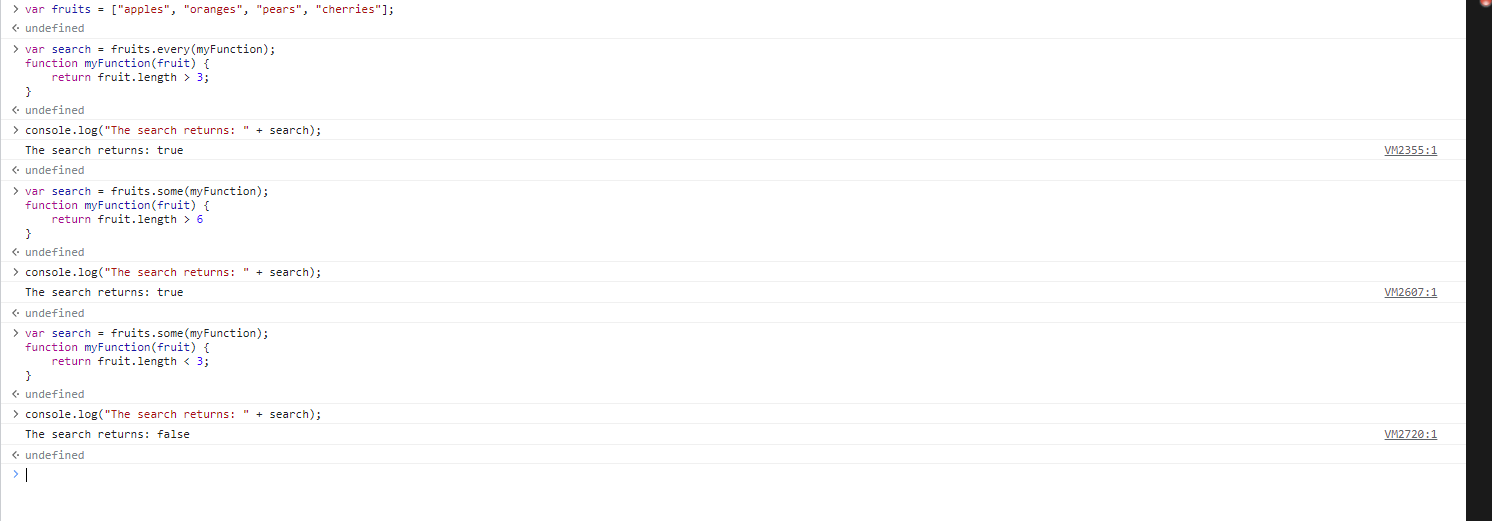 > var fruits = ["apples", "oranges", "pears", "cherries"];
<· undefined
> var search = fruits.every(myFunction);
function myFunction(fruit) {
    return fruit.length > 3;
}
<· undefined
> console.log("The search returns: " + search);
The search returns: true VM2355:1
<· undefined
> var search = fruits.some(myFunction);
function myFunction(fruit) {
    return fruit.length > 6
}
<· undefined
> console.log("The search returns: " + search);
The search returns: true VM2607:1
<· undefined
> var search = fruits.some(myFunction);
function myFunction(fruit) {
    return fruit.length < 3;
}
<· undefined
> console.log("The search returns: " + search);
The search returns: false VM2720:1
<· undefined
>